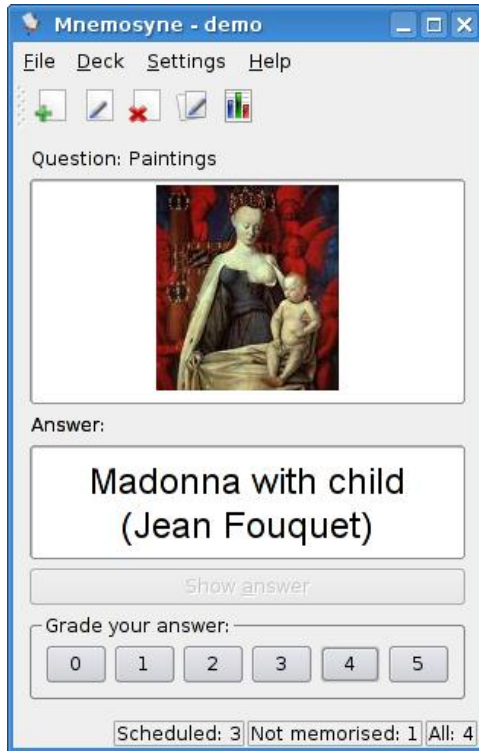 Mnemosyne - demo
File Deck Settings Help
Question: Paintings
Answer:
Madonna with child
(Jean Fouquet)
Show answer
Grade your answer:
0 1 2 3 4 5
Scheduled: 3 Not memorised: 1 All: 4